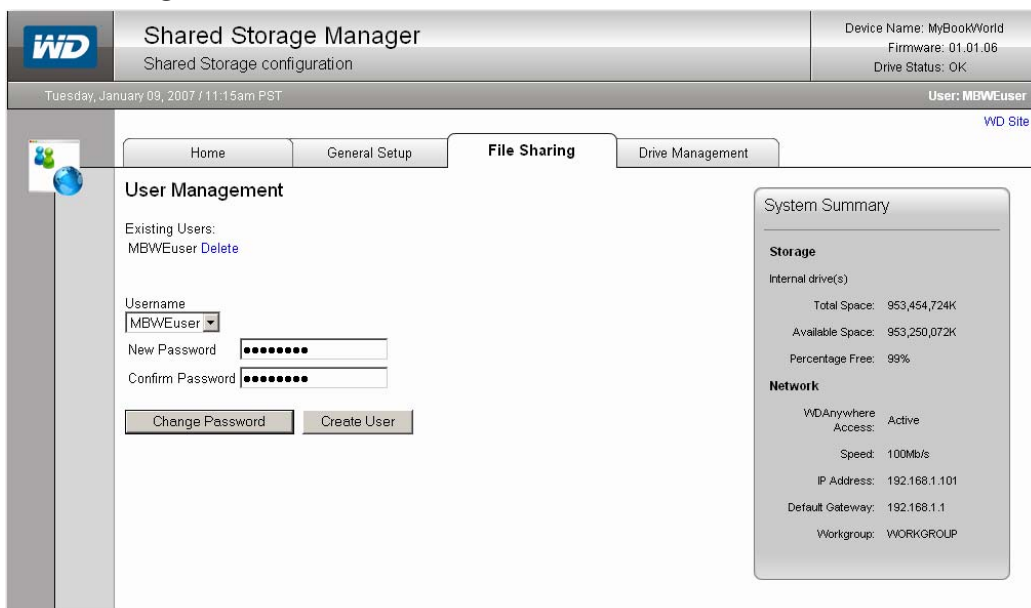 WD
Shared Storage Manager
Shared Storage configuration
Device Name: MyBookWorld
Firmware: 01.01.06
Drive Status: OK
Tuesday, January 09, 2007 / 11:15am PST
User: MBWEuser
WD Site
Home
General Setup
File Sharing
Drive Management
User Management
Existing Users:
MBWEuser Delete
Username
MBWEuser
New Password ●●●●●●●●
Confirm Password ●●●●●●●●
Change Password
Create User
System Summary
Storage
Internal drive(s)
Total Space: 953,454,724K
Available Space: 953,250,072K
Percentage Free: 99%
Network
WDAnywhere Access: Active
Speed: 100Mb/s
IP Address: 192.168.1.101
Default Gateway: 192.168.1.1
Workgroup: WORKGROUP